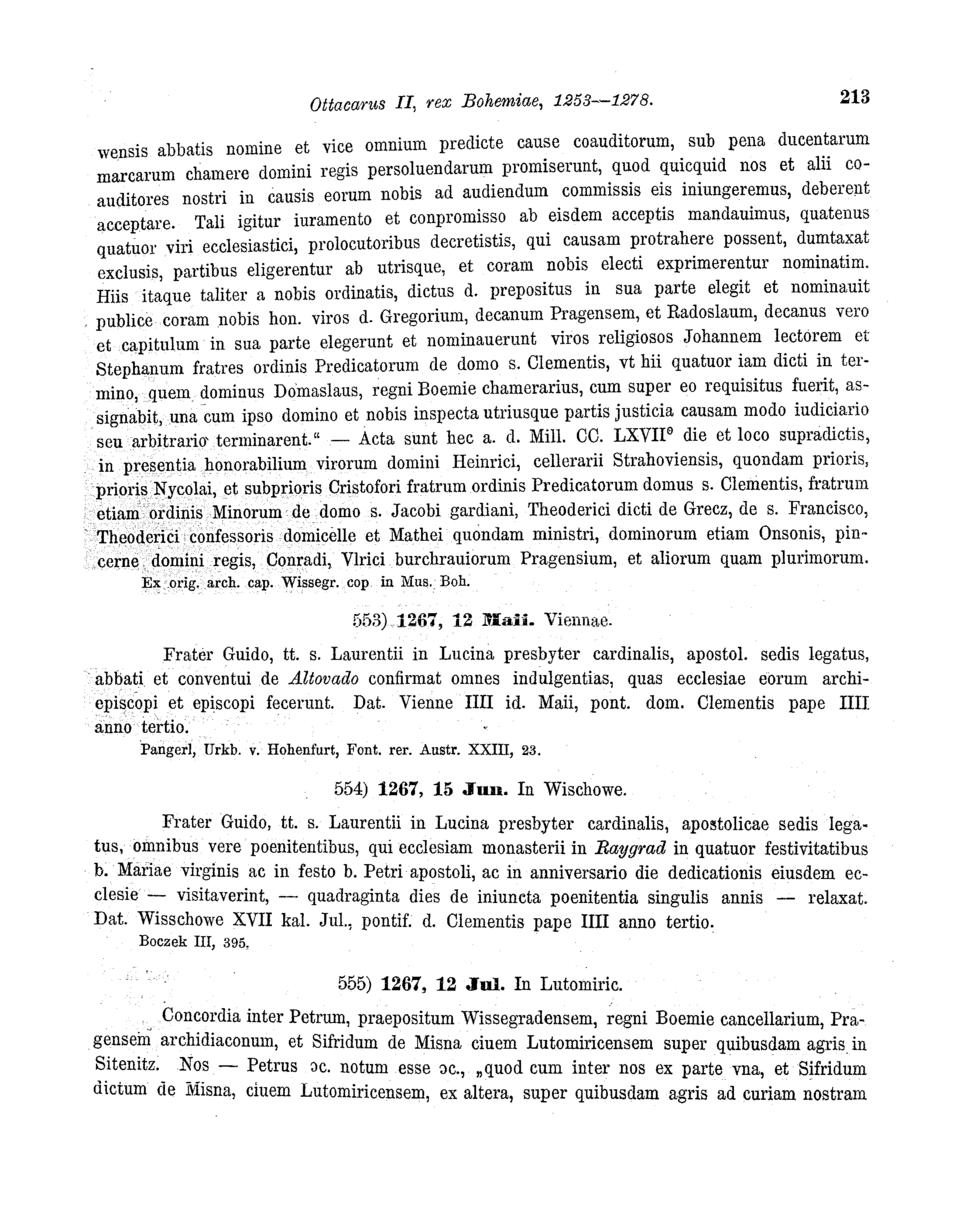 Ottacarus II, rex Bohemiae, 1253—1278. 213
wensis abbatis nomine et vice omnium predicte cause coauditorum, sub pena ducentarum
marcarum chamere domini regis persoluendarum promiserunt, quod quicquid nos et alii co-
auditores nostri in causis eorum nobis ad audiendum commissis eis iniungeremus, deberent
acceptare. Tali igitur iuramento et conpromisso ab eisdem acceptis mandauimus, quatenus
quatuor viri ecclesiastici, prolocutoribus decretistis, qui causam protrahere possent, dumtaxat
exclusis, partibus eligerentur ab utrisque, et coram nobis electi exprimerentur nominatim.
Hiis itaque taliter a nobis ordinatis, dictus d. prepositus in sua parte elegit et nominauit
publice coram nobis hon. viros d. Gregorium, decanum Pragensem, et Radoslaum, decanus vero
et capitulum in sua parte elegerunt et nominauerunt viros religiosos Johannem lectorem et
Stephanum fratres ordinis Predicatorum de domo s. Clementis, vt hii quatuor iam dicti in ter-
mino, quem dominus Domaslaus, regni Boemie chamerarius, cum super eo requisitus fuerit, as-
signabit, una cum ipso domino et nobis inspecta utriusque partis justicia causam modo iudiciario
seu arbitrario terminarent.“ — Acta sunt hec a. d. Mill. CC. LXVIIº die et loco supradictis,
in presentia honorabilium virorum domini Heinrici, cellerarii Strahoviensis, quondam prioris,
prioris Nycolai, et subprioris Cristofori fratrum ordinis Predicatorum domus s. Clementis, fratrum
etiam ordinis Minorum de domo s. Jacobi gardiani, Theoderici dicti de Grecz, de s. Francisco,
Theoderici confessoris domicelle et Mathei quondam ministri, dominorum etiam Onsonis, pin-
cerne domini regis, Conradi, Vlrici burchrauiorum Pragensium, et aliorum quam plurimorum.
Ex orig. arch. cap. Wissegr. cop in Mus. Boh.
553) 1267, 12 Maii. Viennae.
Frater Guido, tt. s. Laurentii in Lucina presbyter cardinalis, apostol. sedis legatus,
abbati et conventui de Altovado confirmat omnes indulgentias, quas ecclesiae eorum archi-
episcopi et episcopi fecerunt. Dat. Vienne IIII id. Maii, pont. dom. Clementis pape IIII
anno tertio.
Pangerl, Urkb. v. Hohenfurt, Font. rer. Austr. XXIII, 23.
554) 1267, 15 Jun. In Wischowe.
Frater Guido, tt. s. Laurentii in Lucina presbyter cardinalis, apostolicae sedis lega-
tus, omnibus vere poenitentibus, qui ecclesiam monasterii in Raygrad in quatuor festivitatibus
b. Mariae virginis ac in festo b. Petri apostoli, ac in anniversario die dedicationis eiusdem ec-
clesie — visitaverint, — quadraginta dies de iniuncta poenitentia singulis annis — relaxat.
Dat. Wisschowe XVII kal. Jul., pontif. d. Clementis pape IIII anno tertio.
Boczek III, 395.
555) 1267, 12 Jul. In Lutomiric.
Concordia inter Petrum, praepositum Wissegradensem, regni Boemie cancellarium, Pra-
gensem archidiaconum, et Sifridum de Misna ciuem Lutomiricensem super quibusdam agris in
Sitenitz. Nos — Petrus ɔc. notum esse ɔc., „quod cum inter nos ex parte vna, et Sifridum
dictum de Misna, ciuem Lutomiricensem, ex altera, super quibusdam agris ad curiam nostram